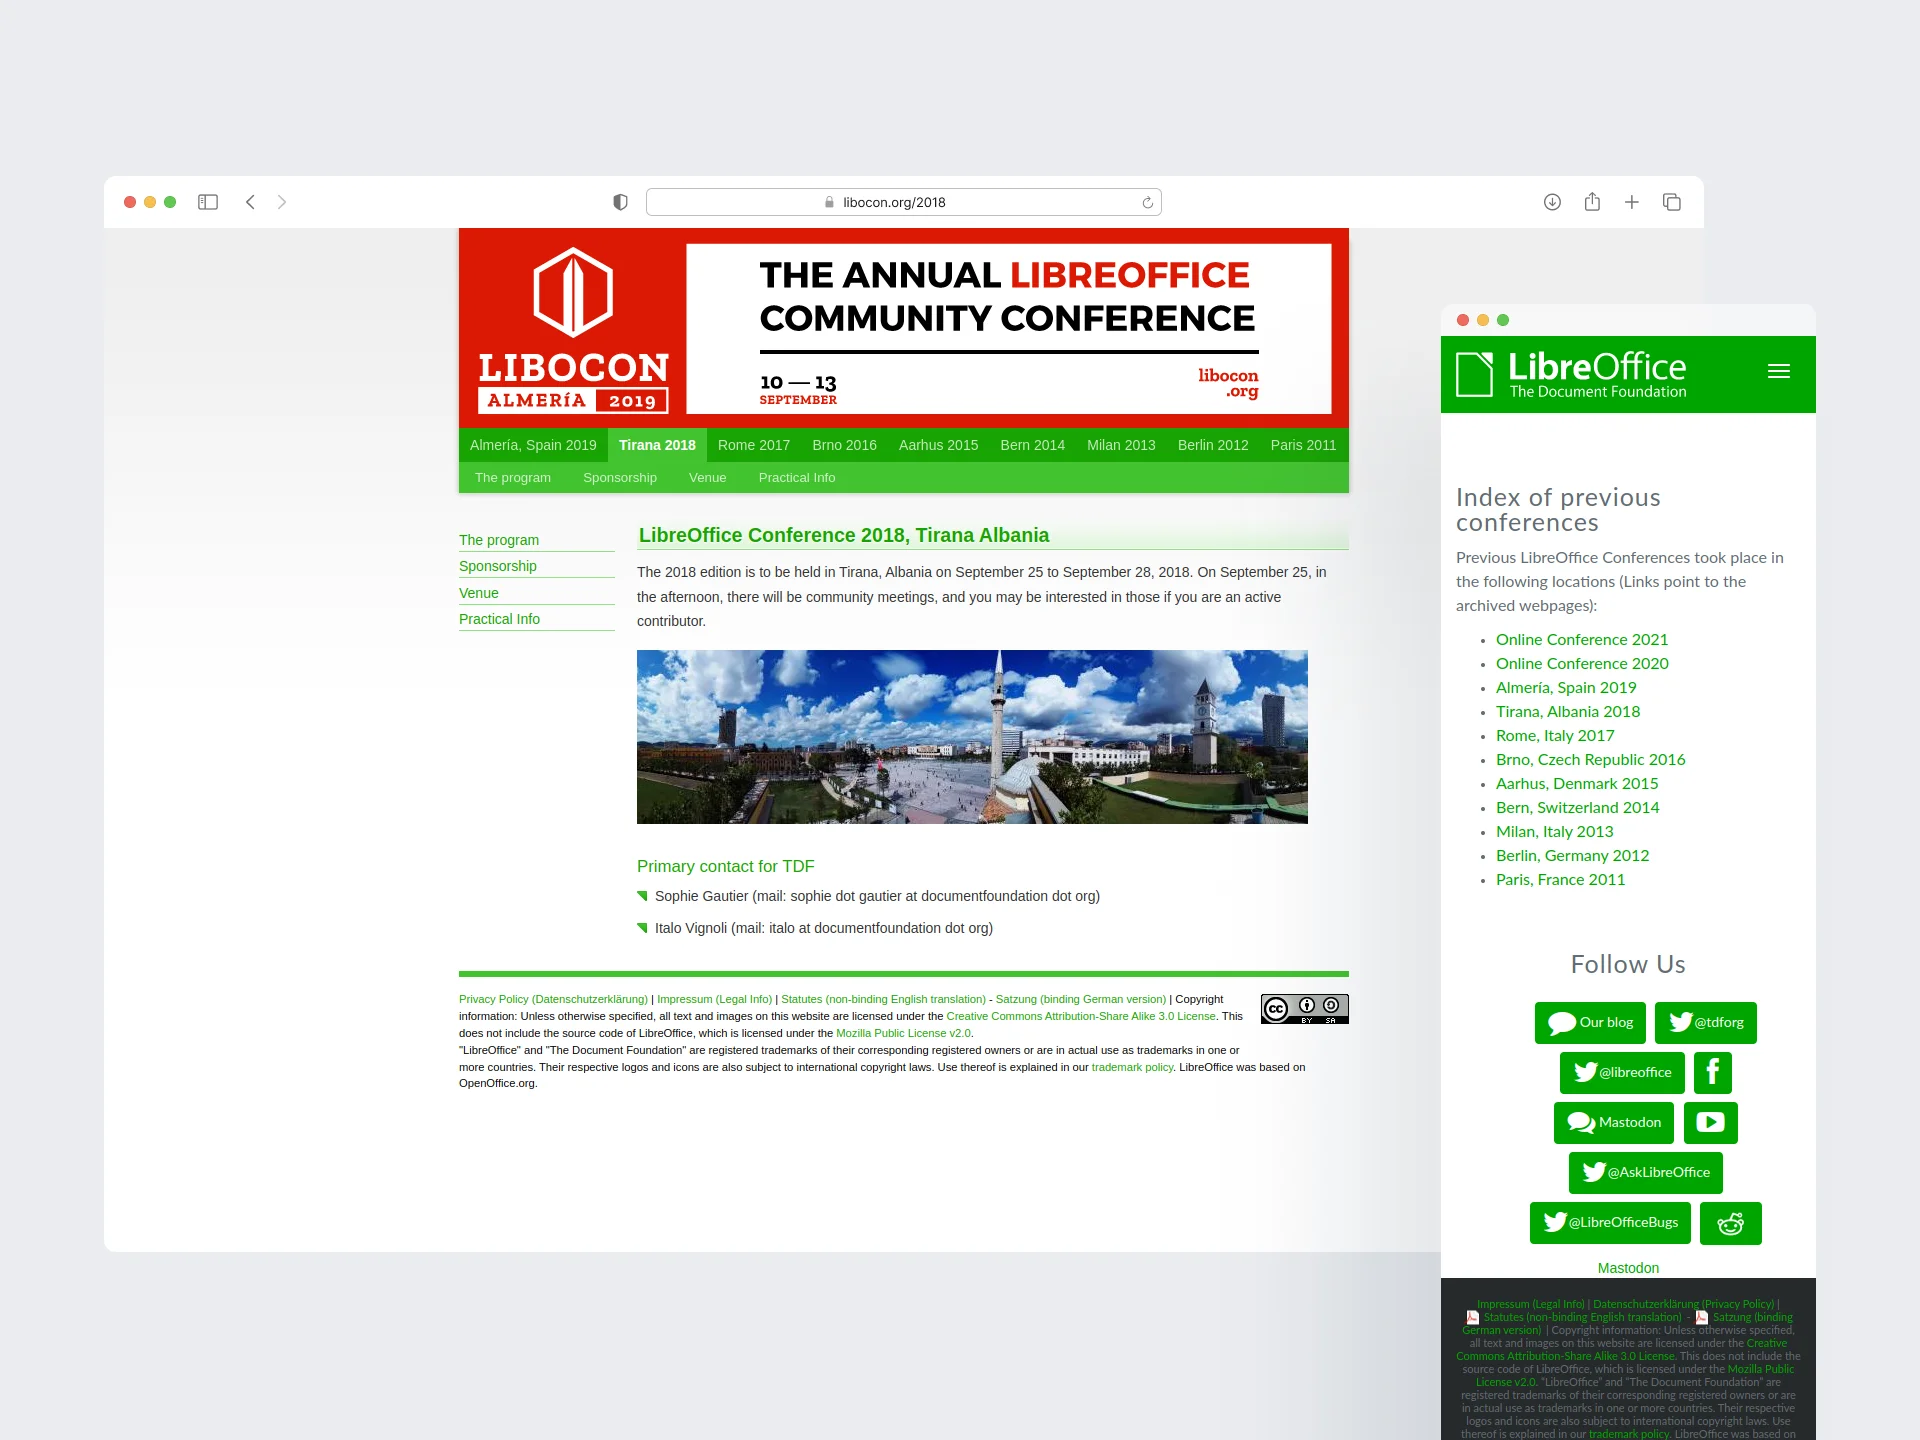 libocon.org/2018
LIBOCON
ALMERÍA 2019
THE ANNUAL LIBREOFFICE
COMMUNITY CONFERENCE
10 — 13
SEPTEMBER
libocon
.org
Almería, Spain 2019 Tirana 2018 Rome 2017 Brno 2016 Aarhus 2015 Bern 2014 Milan 2013 Berlin 2012 Paris 2011
The program Sponsorship Venue Practical Info
The program
Sponsorship
Venue
Practical Info
LibreOffice Conference 2018, Tirana Albania
The 2018 edition is to be held in Tirana, Albania on September 25 to September 28, 2018. On September 25, in
the afternoon, there will be community meetings, and you may be interested in those if you are an active
contributor.
Primary contact for TDF
Sophie Gautier (mail: sophie dot gautier at documentfoundation dot org)
Italo Vignoli (mail: italo at documentfoundation dot org)
Privacy Policy (Datenschutzerklärung) | Impressum (Legal Info) | Statutes (non-binding English translation) - Satzung (binding German version) | Copyright
information: Unless otherwise specified, all text and images on this website are licensed under the Creative Commons Attribution-Share Alike 3.0 License. This
does not include the source code of LibreOffice, which is licensed under the Mozilla Public License v2.0.
"LibreOffice" and "The Document Foundation" are registered trademarks of their corresponding registered owners or are in actual use as trademarks in one or
more countries. Their respective logos and icons are also subject to international copyright laws. Use thereof is explained in our trademark policy. LibreOffice was based on
OpenOffice.org.
cc
BY SA
LibreOffice
The Document Foundation
Index of previous
conferences
Previous LibreOffice Conferences took place in
the following locations (Links point to the
archived webpages):
• Online Conference 2021
• Online Conference 2020
• Almería, Spain 2019
• Tirana, Albania 2018
• Rome, Italy 2017
• Brno, Czech Republic 2016
• Aarhus, Denmark 2015
• Bern, Switzerland 2014
• Milan, Italy 2013
• Berlin, Germany 2012
• Paris, France 2011
Follow Us
Our blog @tdforg
@libreoffice
Mastodon
@AskLibreOffice
@LibreOfficeBugs
Mastodon
Impressum (Legal Info) | Datenschutzerklärung (Privacy Policy) |
Statutes (non-binding English translation) - Satzung (binding
German version) | Copyright information: Unless otherwise specified,
all text and images on this website are licensed under the Creative
Commons Attribution-Share Alike 3.0 License. This does not include the
source code of LibreOffice, which is licensed under the Mozilla Public
License v2.0. "LibreOffice" and "The Document Foundation" are
registered trademarks of their corresponding registered owners or are
in actual use as trademarks in one or more countries. Their respective
logos and icons are also subject to international copyright laws. Use
thereof is explained in our trademark policy. LibreOffice was based on